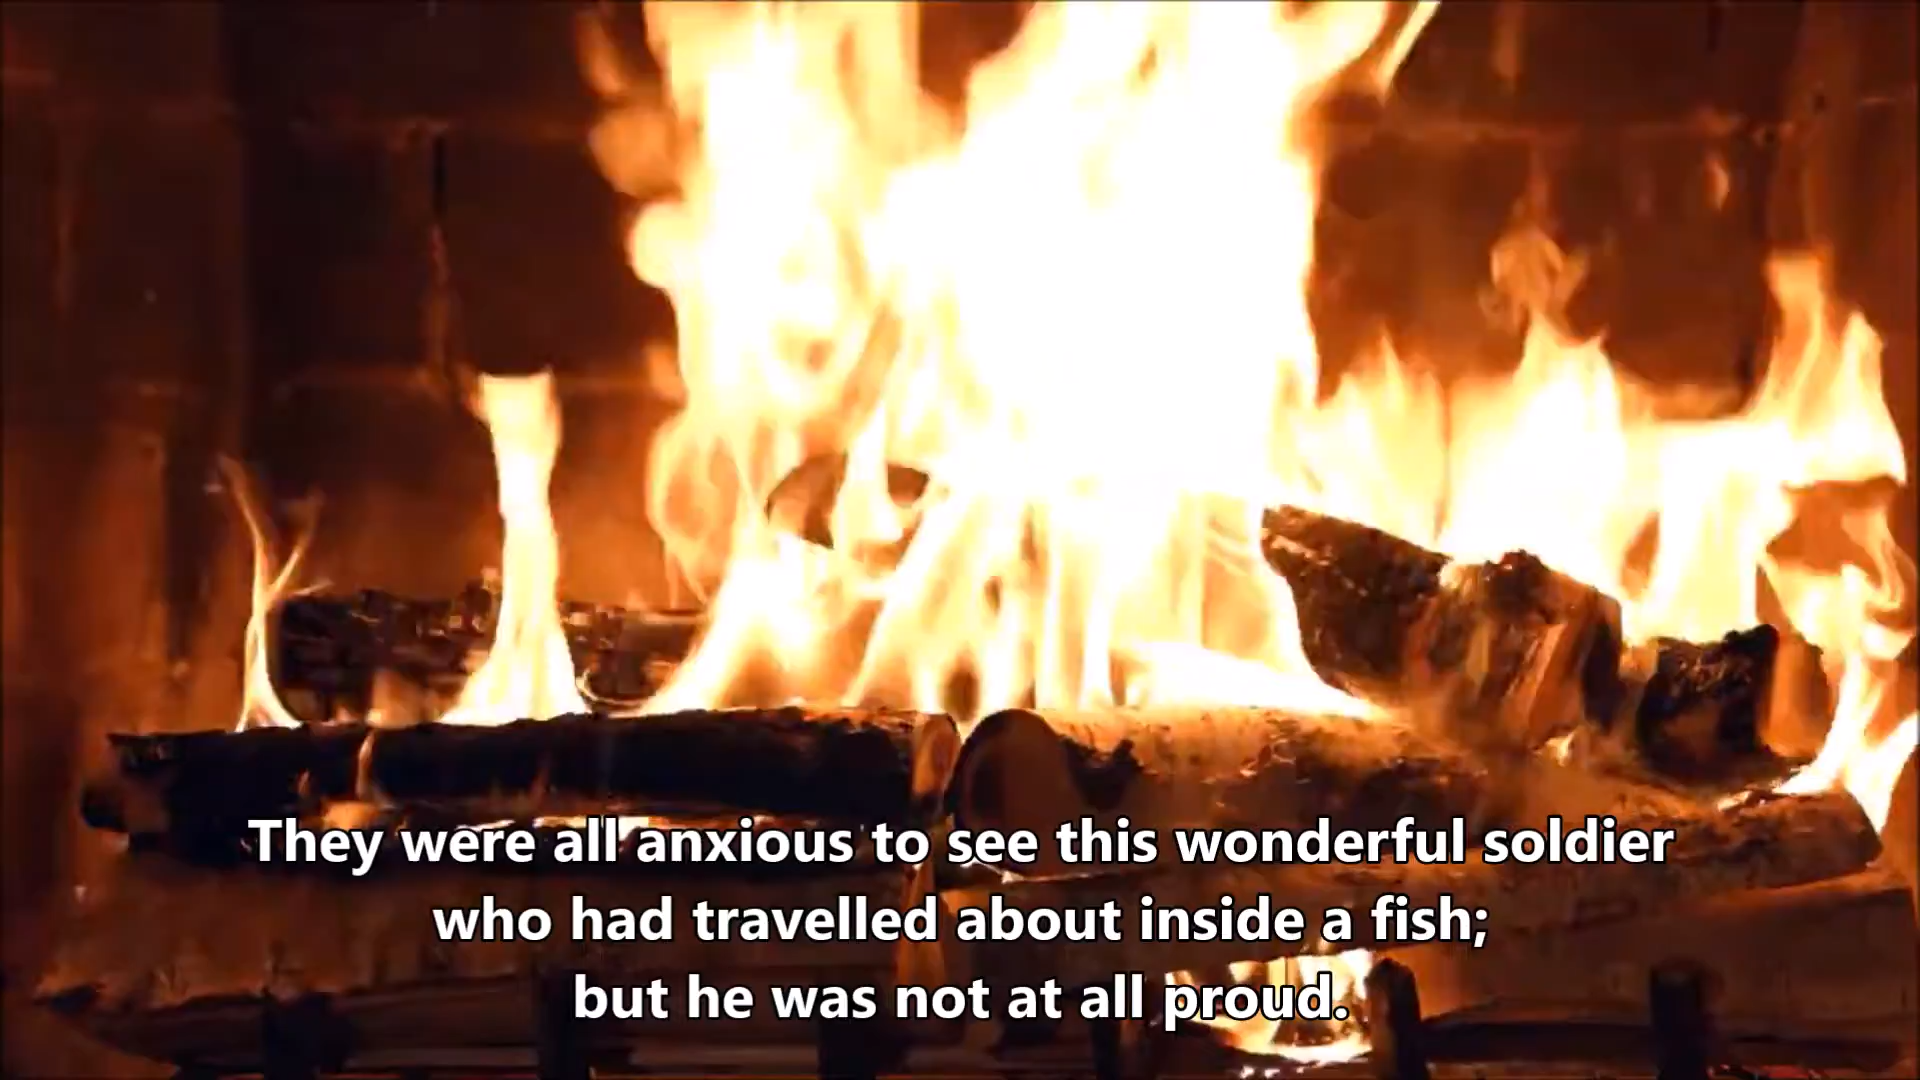 They were all anxious to see this wonderful soldier
who had travelled about inside a fish;
but he was not at all proud.